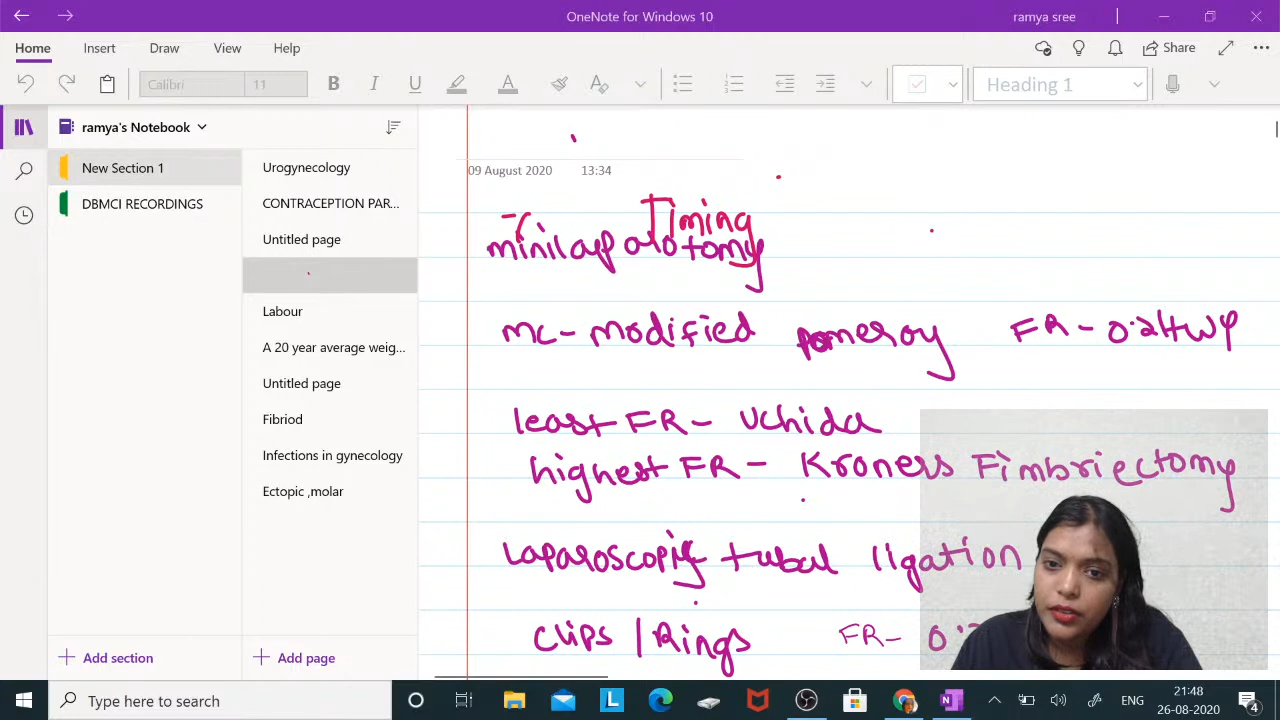 OneNote for Windows 10
ramya sree
Home Insert Draw View Help
Share
Calibri 11 B I U A Heading 1
ramya's Notebook
New Section 1
DBMCI RECORDINGS
Urogynecology
CONTRACEPTION PAR...
Untitled page
Labour
A 20 year average weig...
Untitled page
Fibriod
Infections in gynecology
Ectopic ,molar
Add section
Add page
09 August 2020 13:34
Timing
minilaparotomy
mc - modified pomeroy FR - 0.2/HWY
least FR - Uchida
highest FR - Kroners Fimbriectomy
Laparoscopic tubal ligation
Clips / Rings FR -
Type here to search
ENG
21:48
26-08-2020
4